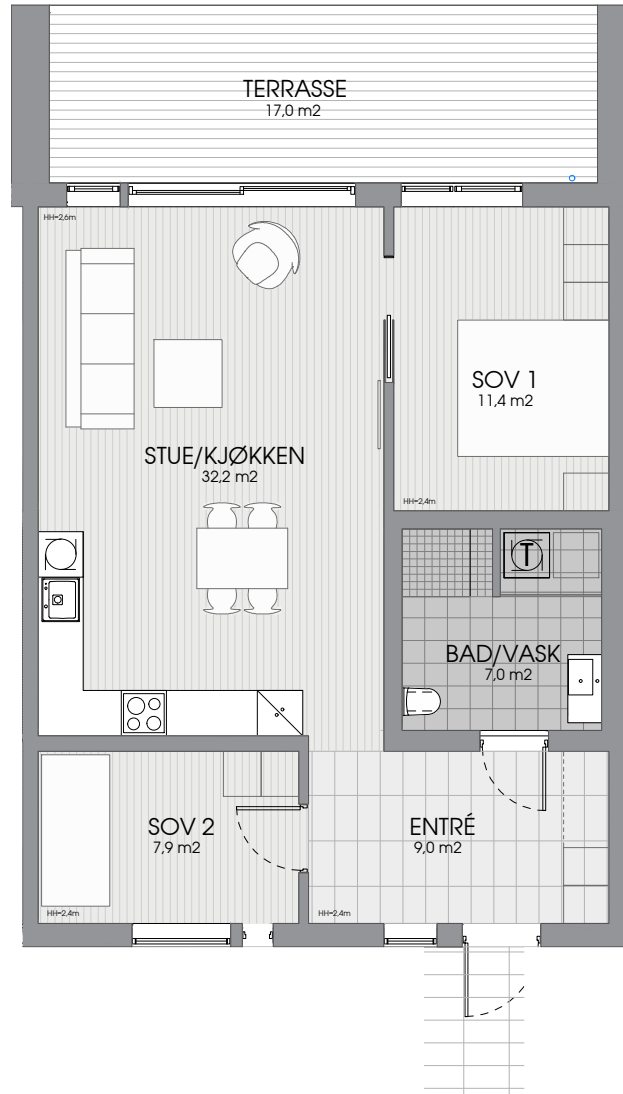 TERRASSE
17,0 m2
HH=2,6m
SOV 1
11,4 m2
STUE/KJØKKEN
32,2 m2
HH=2,4m
T
BAD/VASK
7,0 m2
SOV 2
7,9 m2
ENTRÉ
9,0 m2
HH=2,4m
HH=2,4m